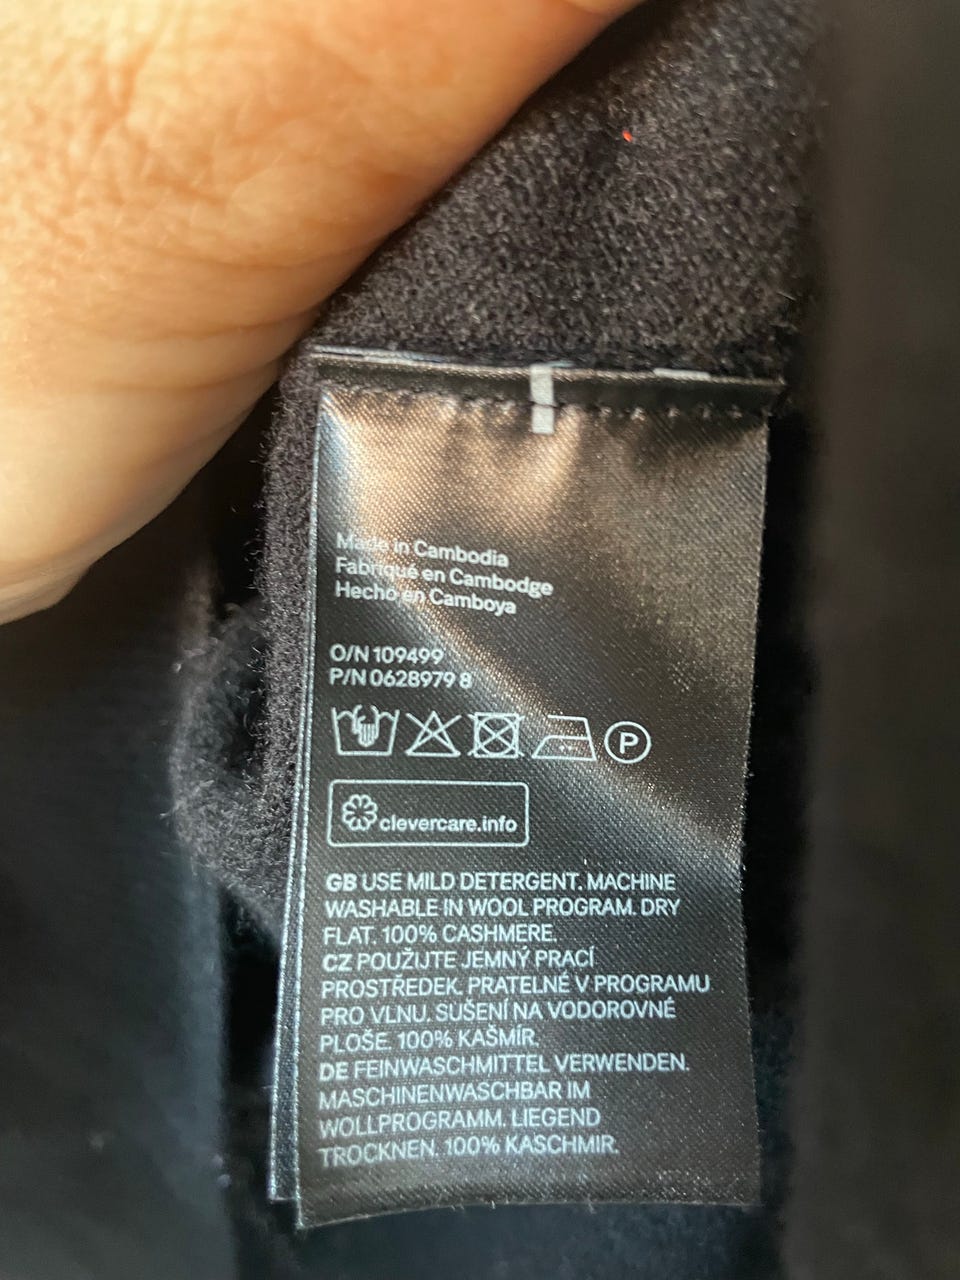 Made in Cambodia
Fabriqué en Cambodge
Hecho en Camboya
O/N 109499
P/N 0628979 8
P
clevercare.info
GB USE MILD DETERGENT. MACHINE
WASHABLE IN WOOL PROGRAM. DRY
FLAT. 100% CASHMERE.
CZ POUŽIJTE JEMNÝ PRACÍ
PROSTŘEDEK. PRATELNÉ V PROGRAMU
PRO VLNU. SUŠENÍ NA VODOROVNÉ
PLOŠE. 100% KAŠMÍR.
DE FEINWASCHMITTEL VERWENDEN.
MASCHINENWASCHBAR IM
WOLLPROGRAMM. LIEGEND
TROCKNEN. 100% KASCHMIR.